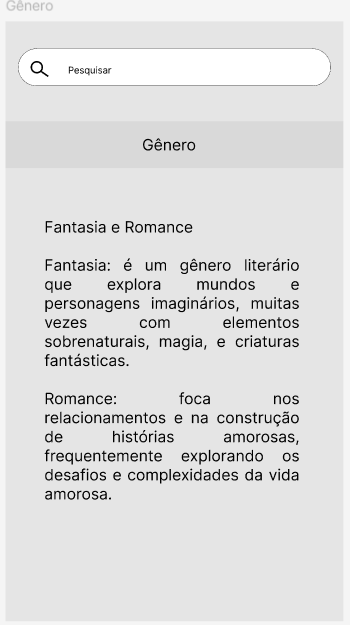 Gênero
Pesquisar
Gênero
Fantasia e Romance
Fantasia: é um gênero literário
que explora mundos e
personagens imaginários, muitas
vezes com elementos
sobrenaturais, magia, e criaturas
fantásticas.
Romance: foca nos
relacionamentos e na construção
de histórias amorosas,
frequentemente explorando os
desafios e complexidades da vida
amorosa.